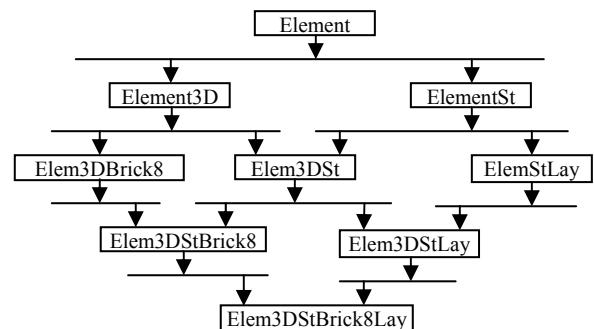 Element
Element3D
ElementSt
Elem3DBrick8
Elem3DSt
ElemStLay
Elem3DStBrick8
Elem3DStLay
Elem3DStBrick8Lay